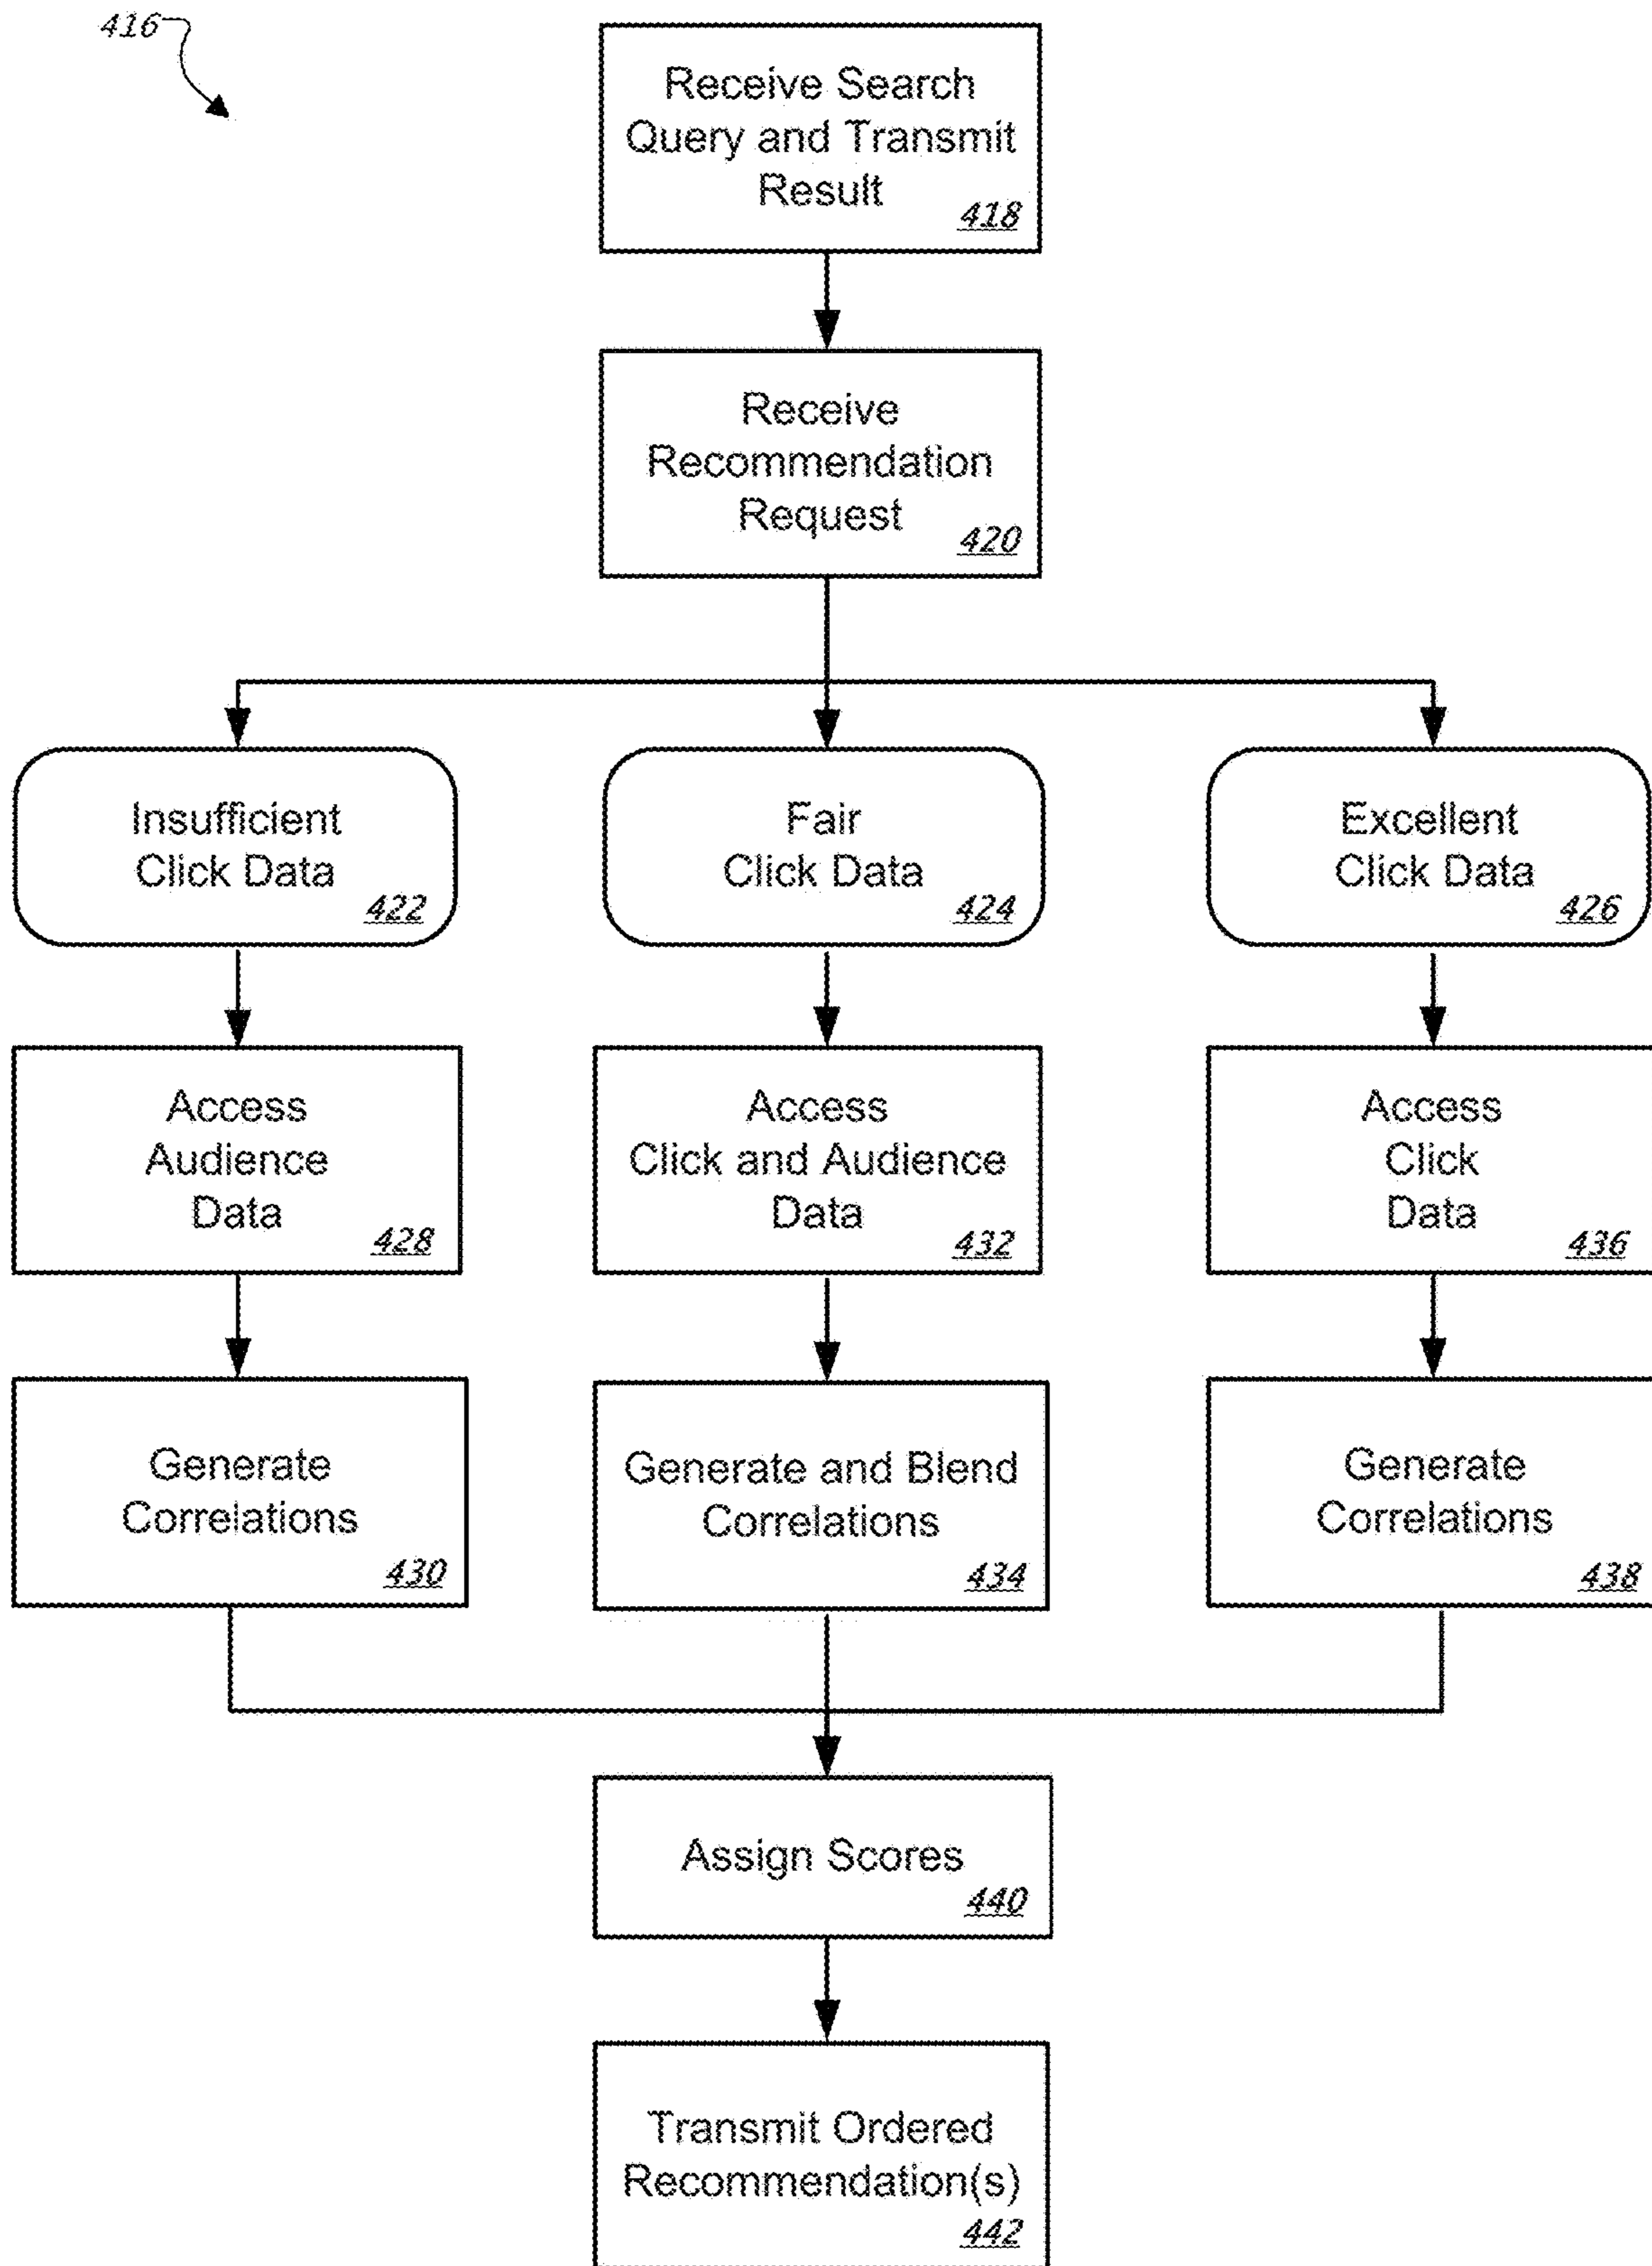 416
Receive Search
Query and Transmit
Result
418
Receive
Recommendation
Request
420
Insufficient
Click Data
422
Fair
Click Data
424
Excellent
Click Data
426
Access
Audience
Data
428
Access
Click and Audience
Data
432
Access
Click
Data
436
Generate
Correlations
430
Generate and Blend
Correlations
434
Generate
Correlations
438
Assign Scores
440
Transmit Ordered
Recommendation(s)
442